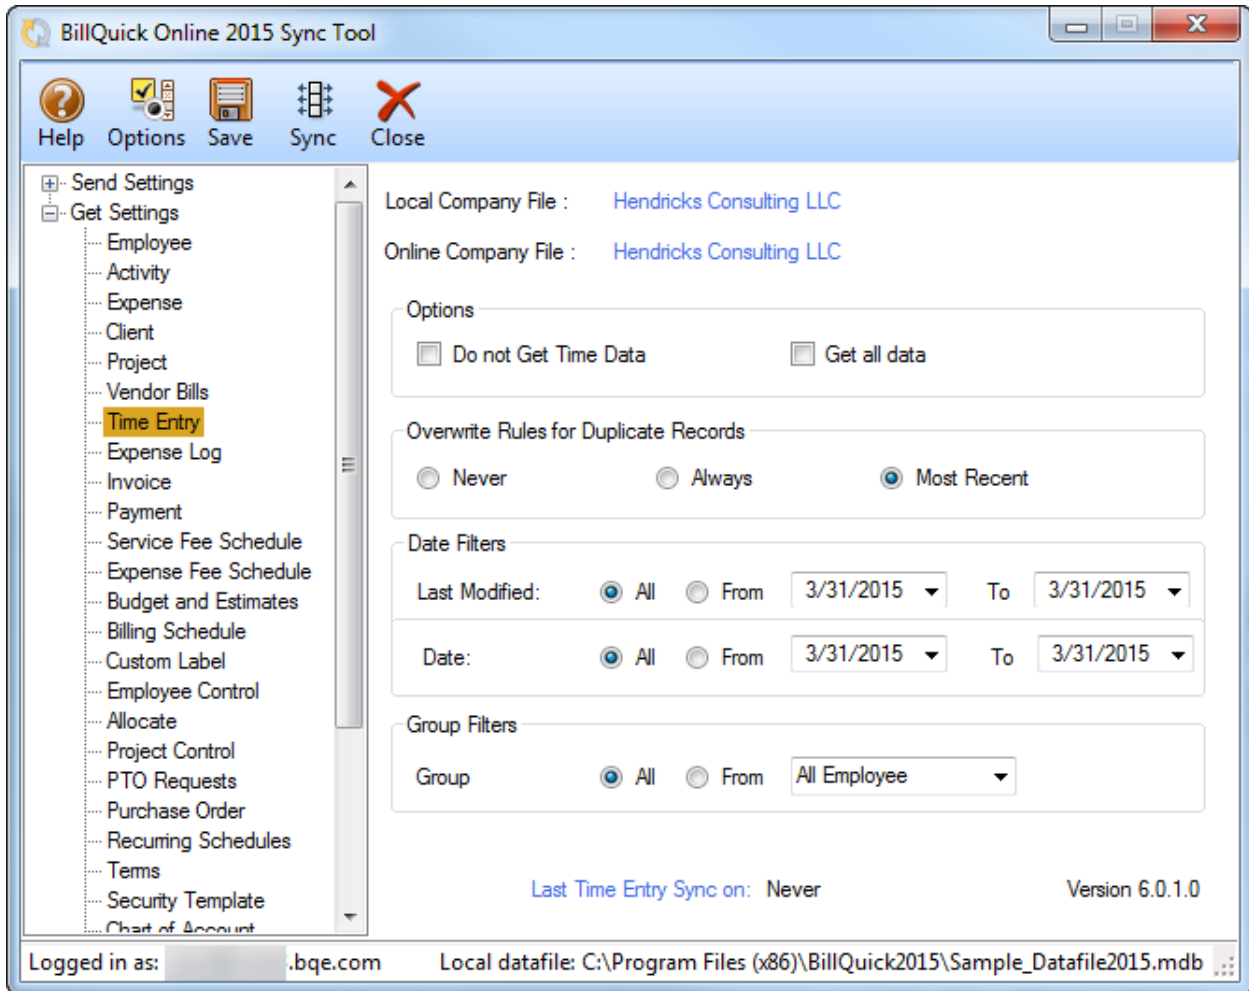 BillQuick Online 2015 Sync Tool
Help Options Save Sync Close
Send Settings
Get Settings
Employee
Activity
Expense
Client
Project
Vendor Bills
Time Entry
Expense Log
Invoice
Payment
Service Fee Schedule
Expense Fee Schedule
Budget and Estimates
Billing Schedule
Custom Label
Employee Control
Allocate
Project Control
PTO Requests
Purchase Order
Recurring Schedules
Terms
Security Template
Chart of Account
Local Company File : Hendricks Consulting LLC
Online Company File : Hendricks Consulting LLC
Options
Do not Get Time Data Get all data
Overwrite Rules for Duplicate Records
Never Always Most Recent
Date Filters
Last Modified: All From 3/31/2015 To 3/31/2015
Date: All From 3/31/2015 To 3/31/2015
Group Filters
Group All From All Employee
Last Time Entry Sync on: Never Version 6.0.1.0
Logged in as: .bqe.com Local datafile: C:\Program Files (x86)\BillQuick2015\Sample_Datafile2015.mdb